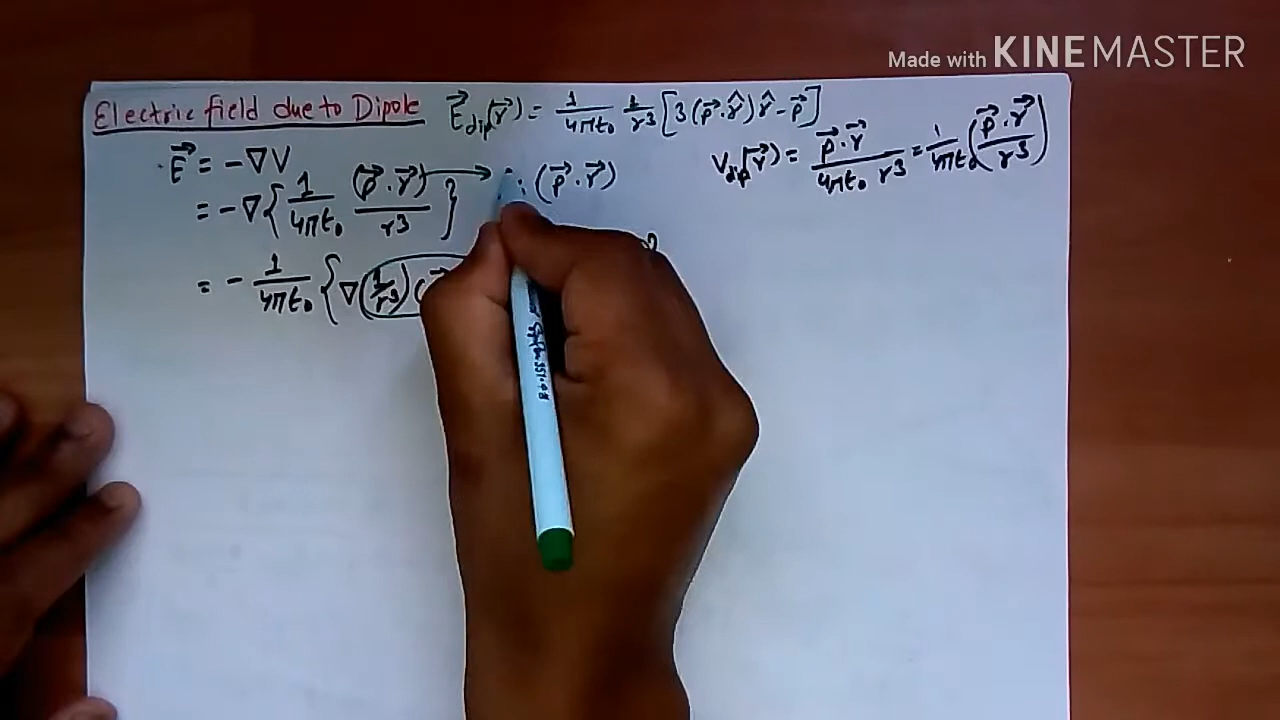 Made with KINEMASTER
Electric field due to Dipole E⃗dip(r⃗) = 1/4πε₀ 1/r³ [3(p⃗·r̂)r̂ - p⃗]
Vdip(r⃗) = p⃗·r⃗/4πε₀ r³ = 1/4πε₀ (p⃗·r⃗/r³)
E⃗ = -∇V
= -∇{1/4πε₀ (p⃗·r⃗)/r³} → (p⃗·r⃗)
= - 1/4πε₀ {∇(1/r³)(